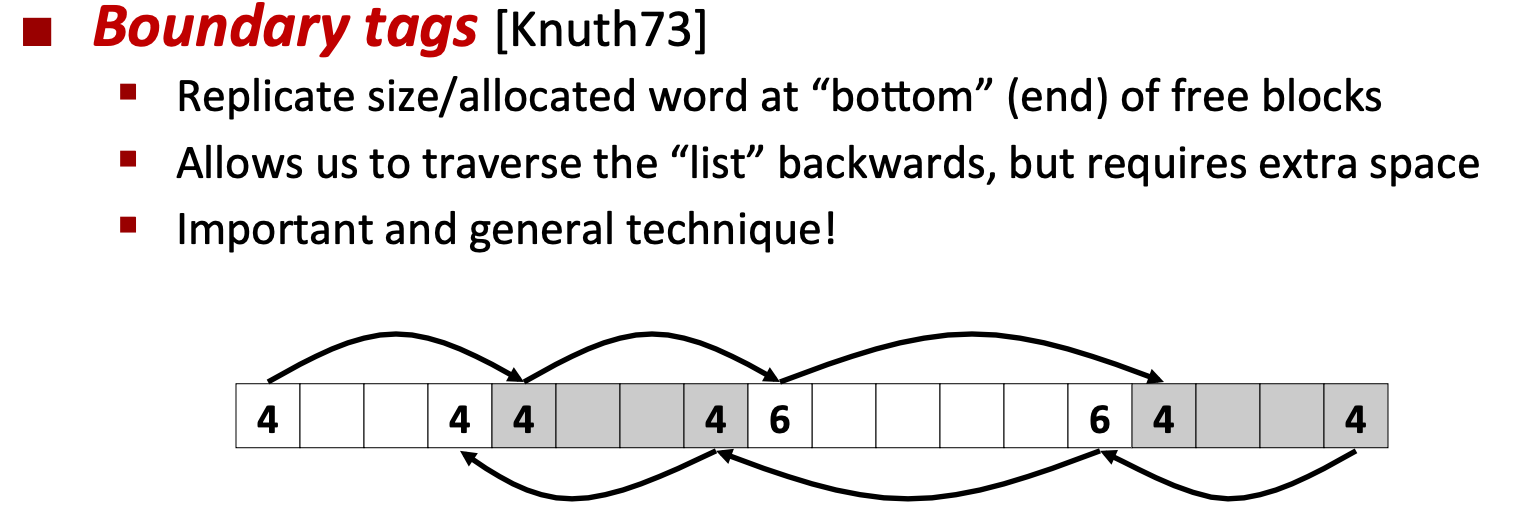 Boundary tags [Knuth73]
Replicate size/allocated word at “bottom” (end) of free blocks
Allows us to traverse the “list” backwards, but requires extra space
Important and general technique!
4 4 4 4 6 6 4 4